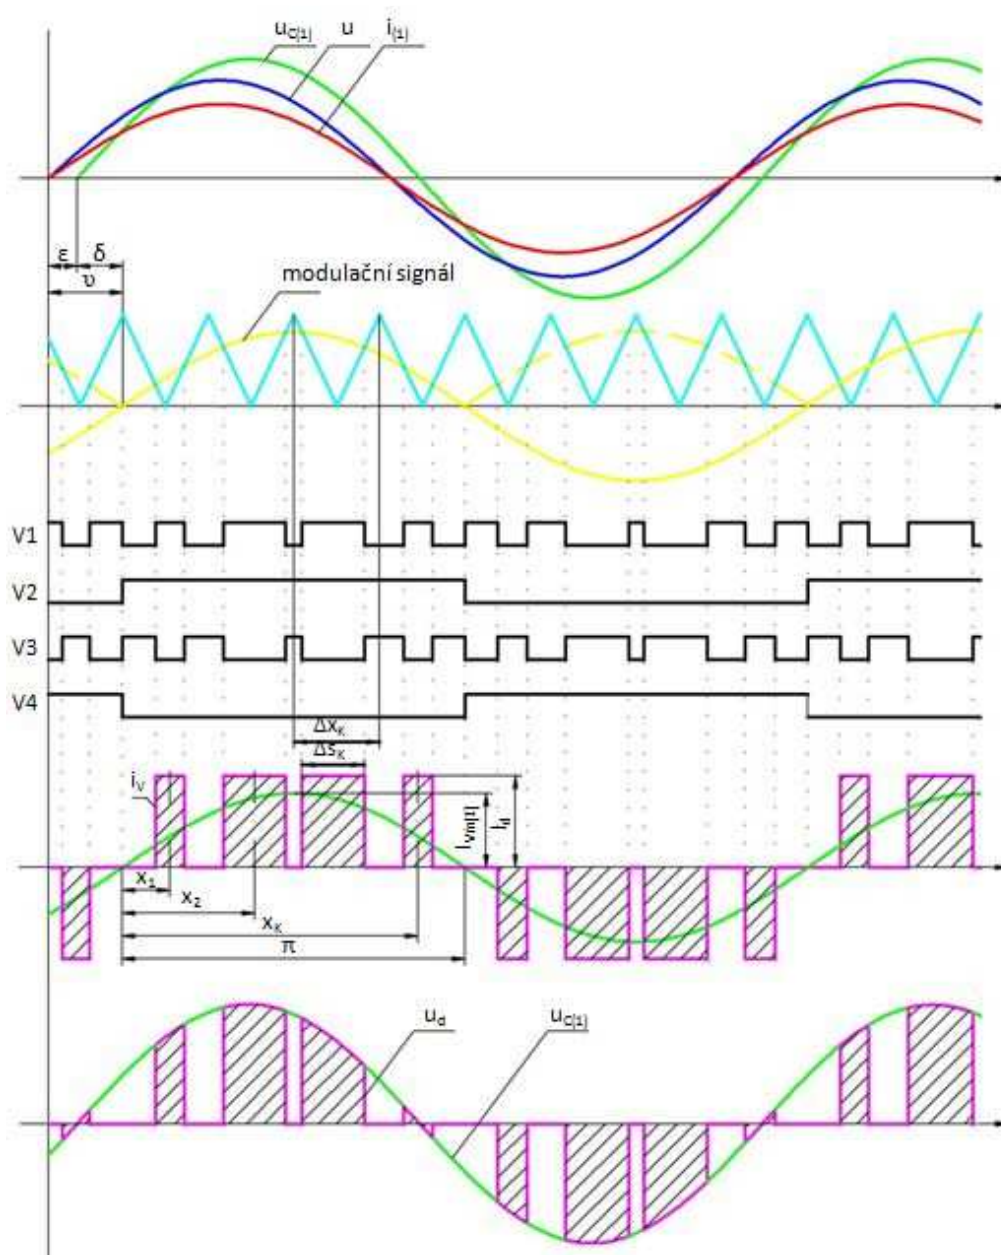 u_C(1) u i_(1)
ε δ
υ
modulační signál
V1
V2
V3
V4
Δx_K
Δs_K
i_V
I_Vm(1) I_d
x_1
x_2
x_K
π
u_d u_C(1)